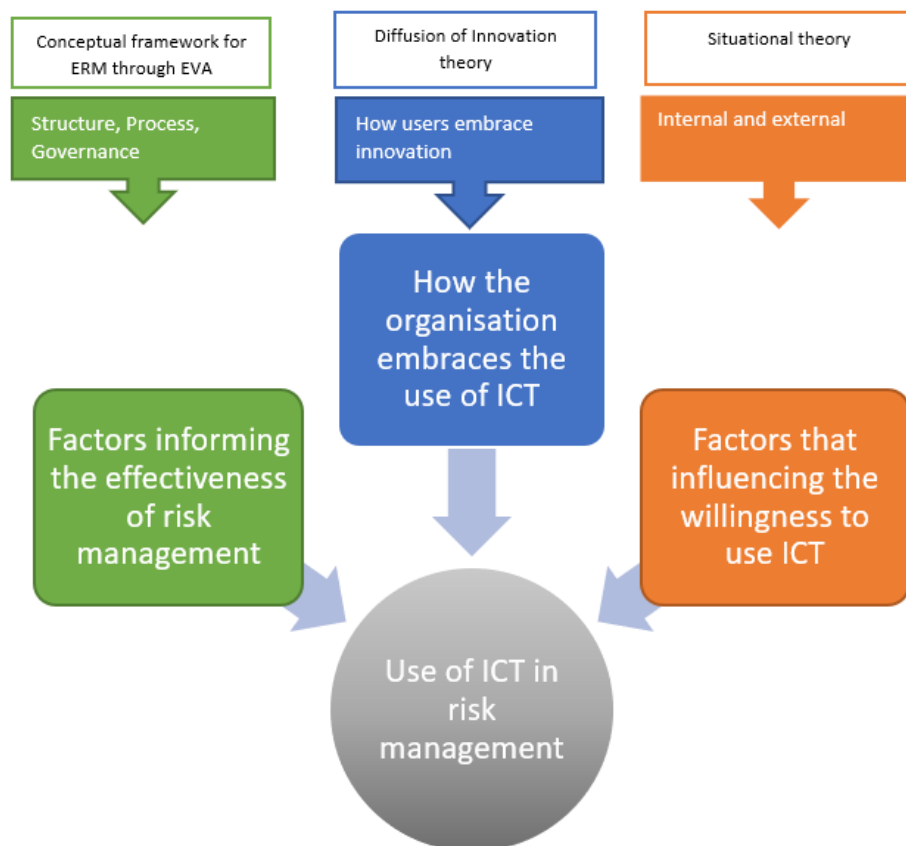 Conceptual framework for
ERM through EVA
Diffusion of Innovation
theory
Situational theory
Structure, Process,
Governance
How users embrace
innovation
Internal and external
How the
organisation
embraces the
use of ICT
Factors informing
the effectiveness
of risk
management
Factors that
influencing the
willingness to
use ICT
Use of ICT in
risk
management